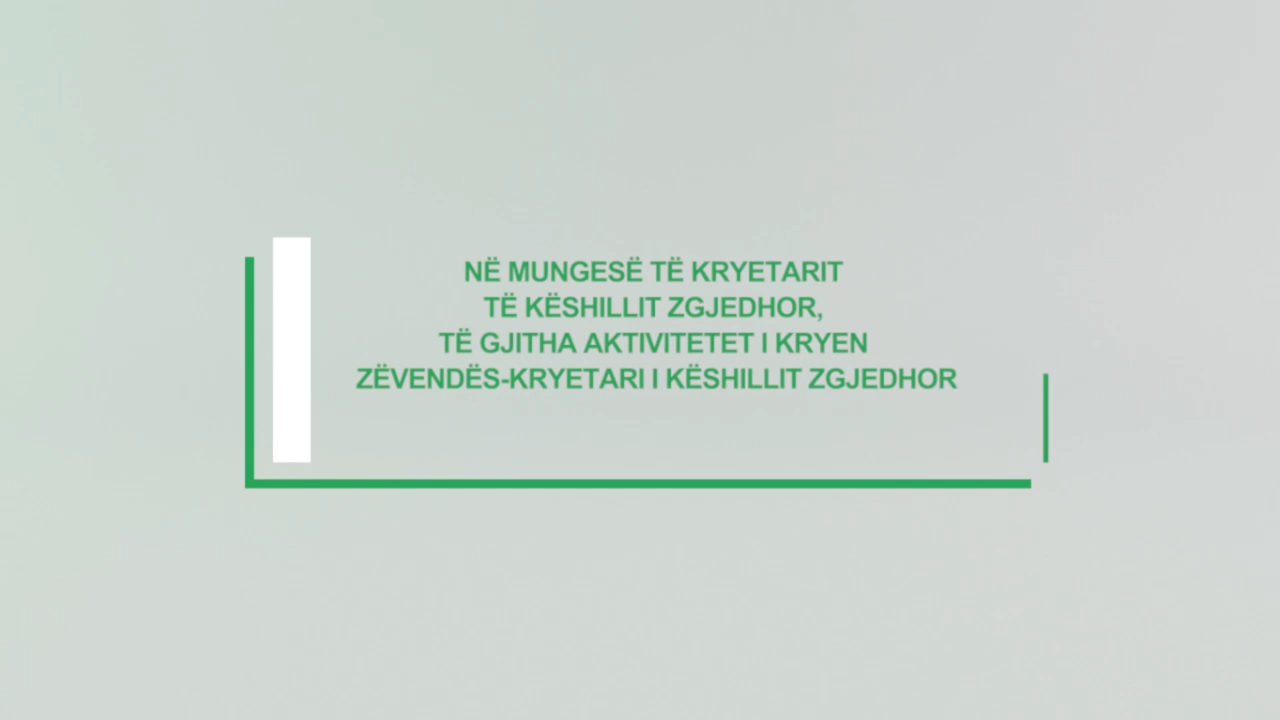 NË MUNGESË TË KRYETARIT
TË KËSHILLIT ZGJEDHOR,
TË GJITHA AKTIVITETET I KRYEN
ZËVENDËS-KRYETARI I KËSHILLIT ZGJEDHOR